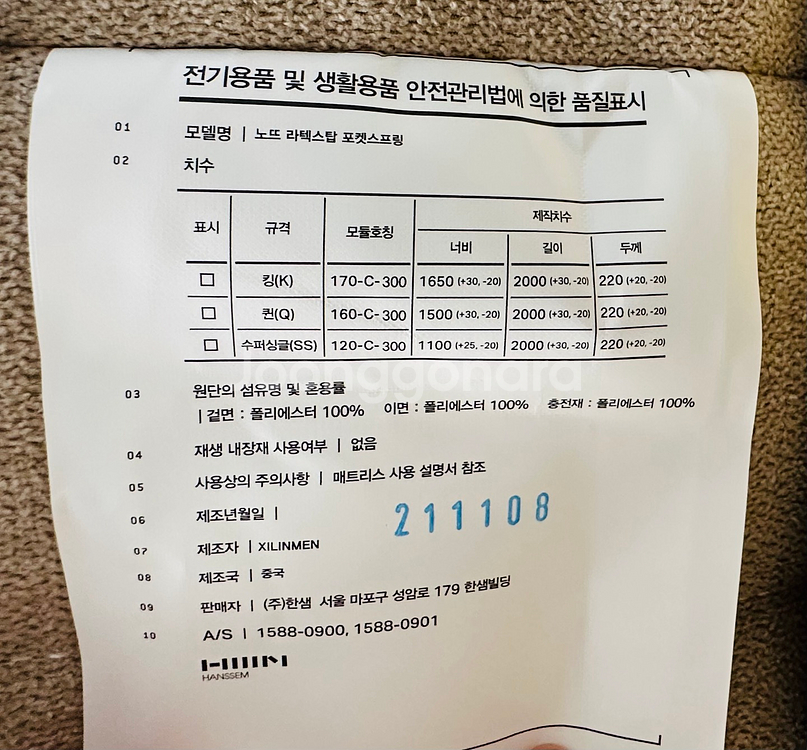 전기용품 및 생활용품 안전관리법에 의한 품질표시
01 모델명 | 노뜨 라텍스탑 포켓스프링
02 치수
표시 규격 모듈호칭 제작치수
너비 길이 두께
☐ 킹(K) 170-C-300 1650 (+30, -20) 2000 (+30, -20) 220 (+20, -20)
☐ 퀸(Q) 160-C-300 1500 (+30, -20) 2000 (+30, -20) 220 (+20, -20)
☐ 수퍼싱글(SS) 120-C-300 1100 (+25, -20) 2000 (+30, -20) 220 (+20, -20)
joonggonara
03 원단의 섬유명 및 혼용률
| 겉면 : 폴리에스터 100% 이면 : 폴리에스터 100% 충전재 : 폴리에스터 100%
04 재생 내장재 사용여부 | 없음
05 사용상의 주의사항 | 매트리스 사용 설명서 참조
06 제조년월일 | 211108
07 제조자 | XILINMEN
08 제조국 | 중국
09 판매자 | (주)한샘 서울 마포구 성암로 179 한샘빌딩
10 A/S | 1588-0900, 1588-0901
HANSSEM